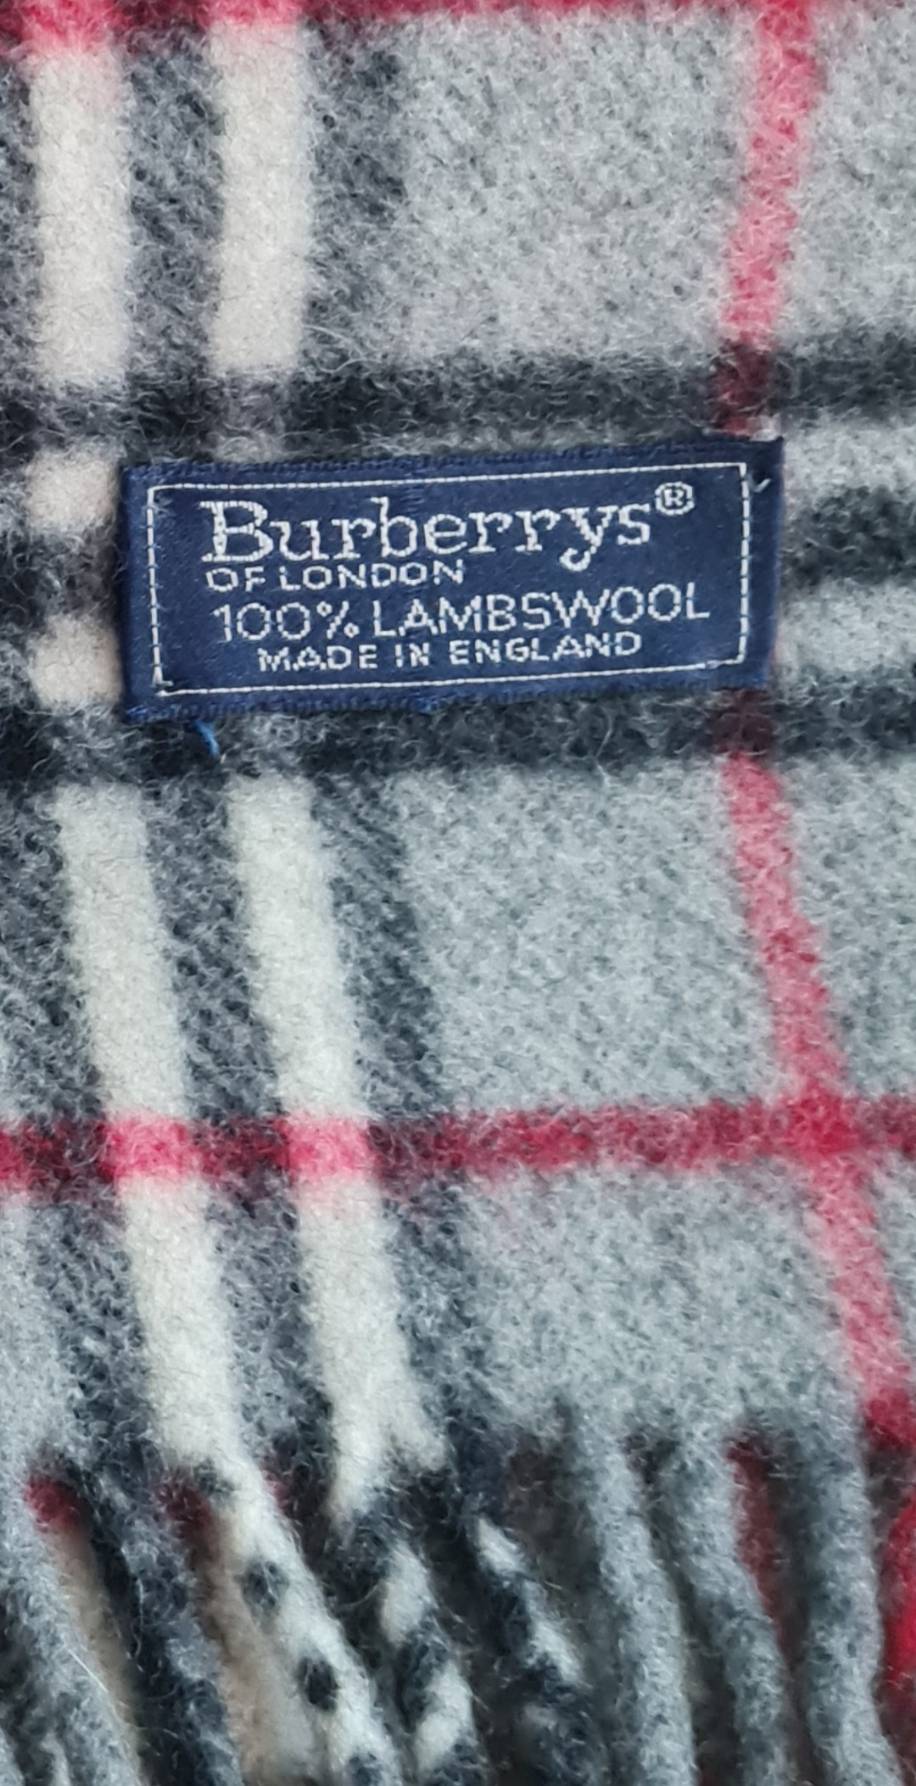 Burberrys®
OF LONDON
100% LAMBSWOOL
MADE IN ENGLAND